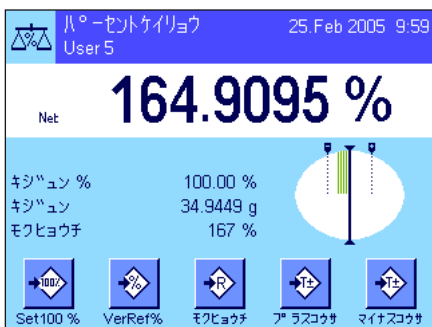 パーセントケイリョウ 25.Feb 2005 9:59
User 5
Net 164.9095 %
キジュン % 100.00 %
キジュン 34.9449 g
モクヒョウチ 167 %
Set100 % VerRef% モクヒョウチ プラスコウサ マイナスコウサ